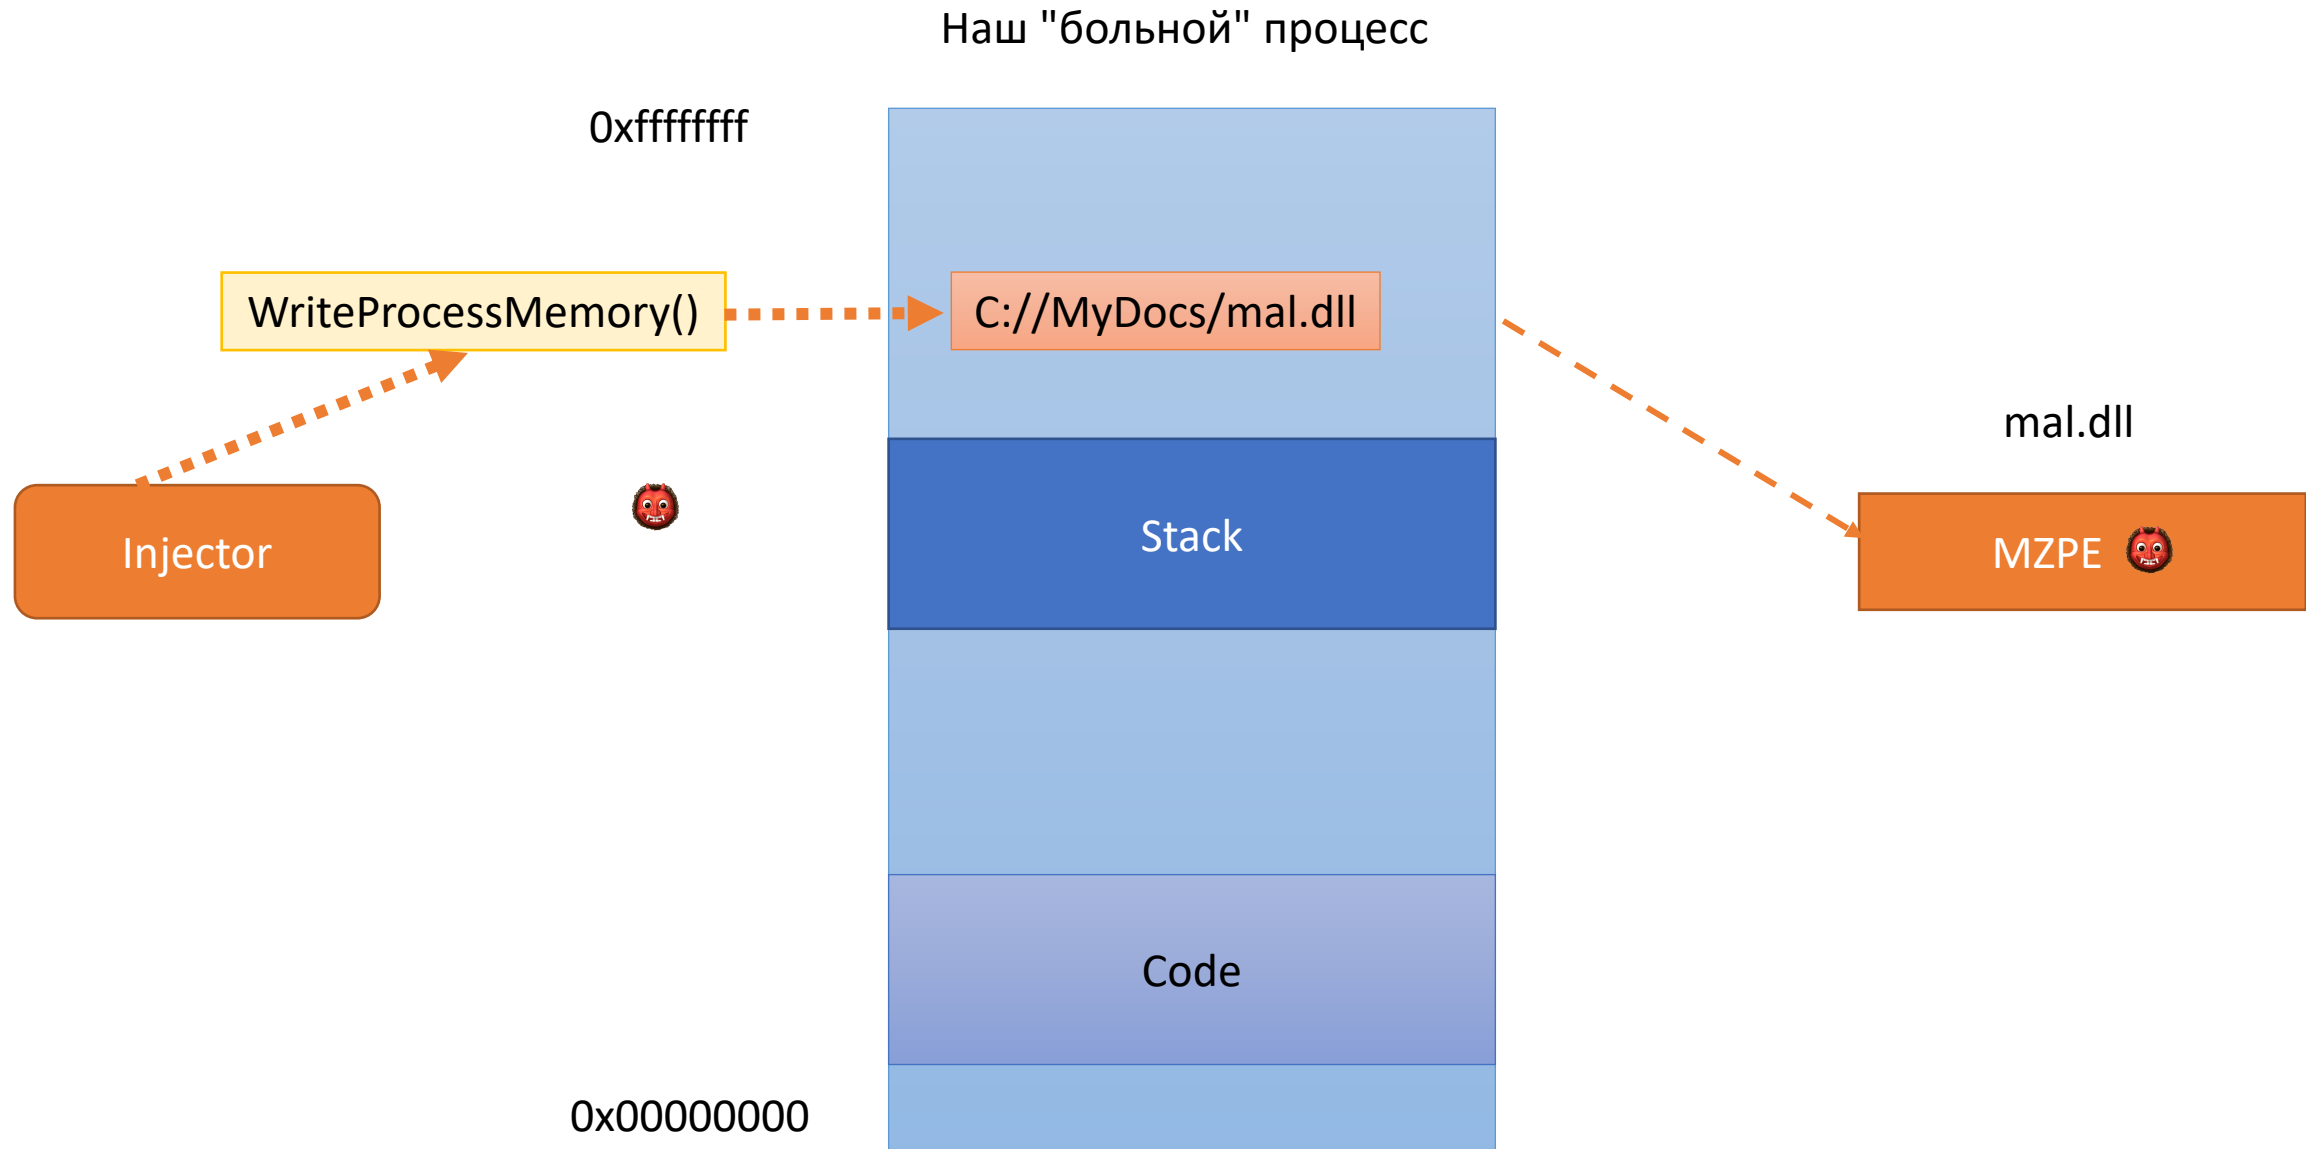 Наш "больной" процесс
0xffffffff
WriteProcessMemory()
C://MyDocs/mal.dll
mal.dll
Injector
Stack
MZPE
Code
0x00000000